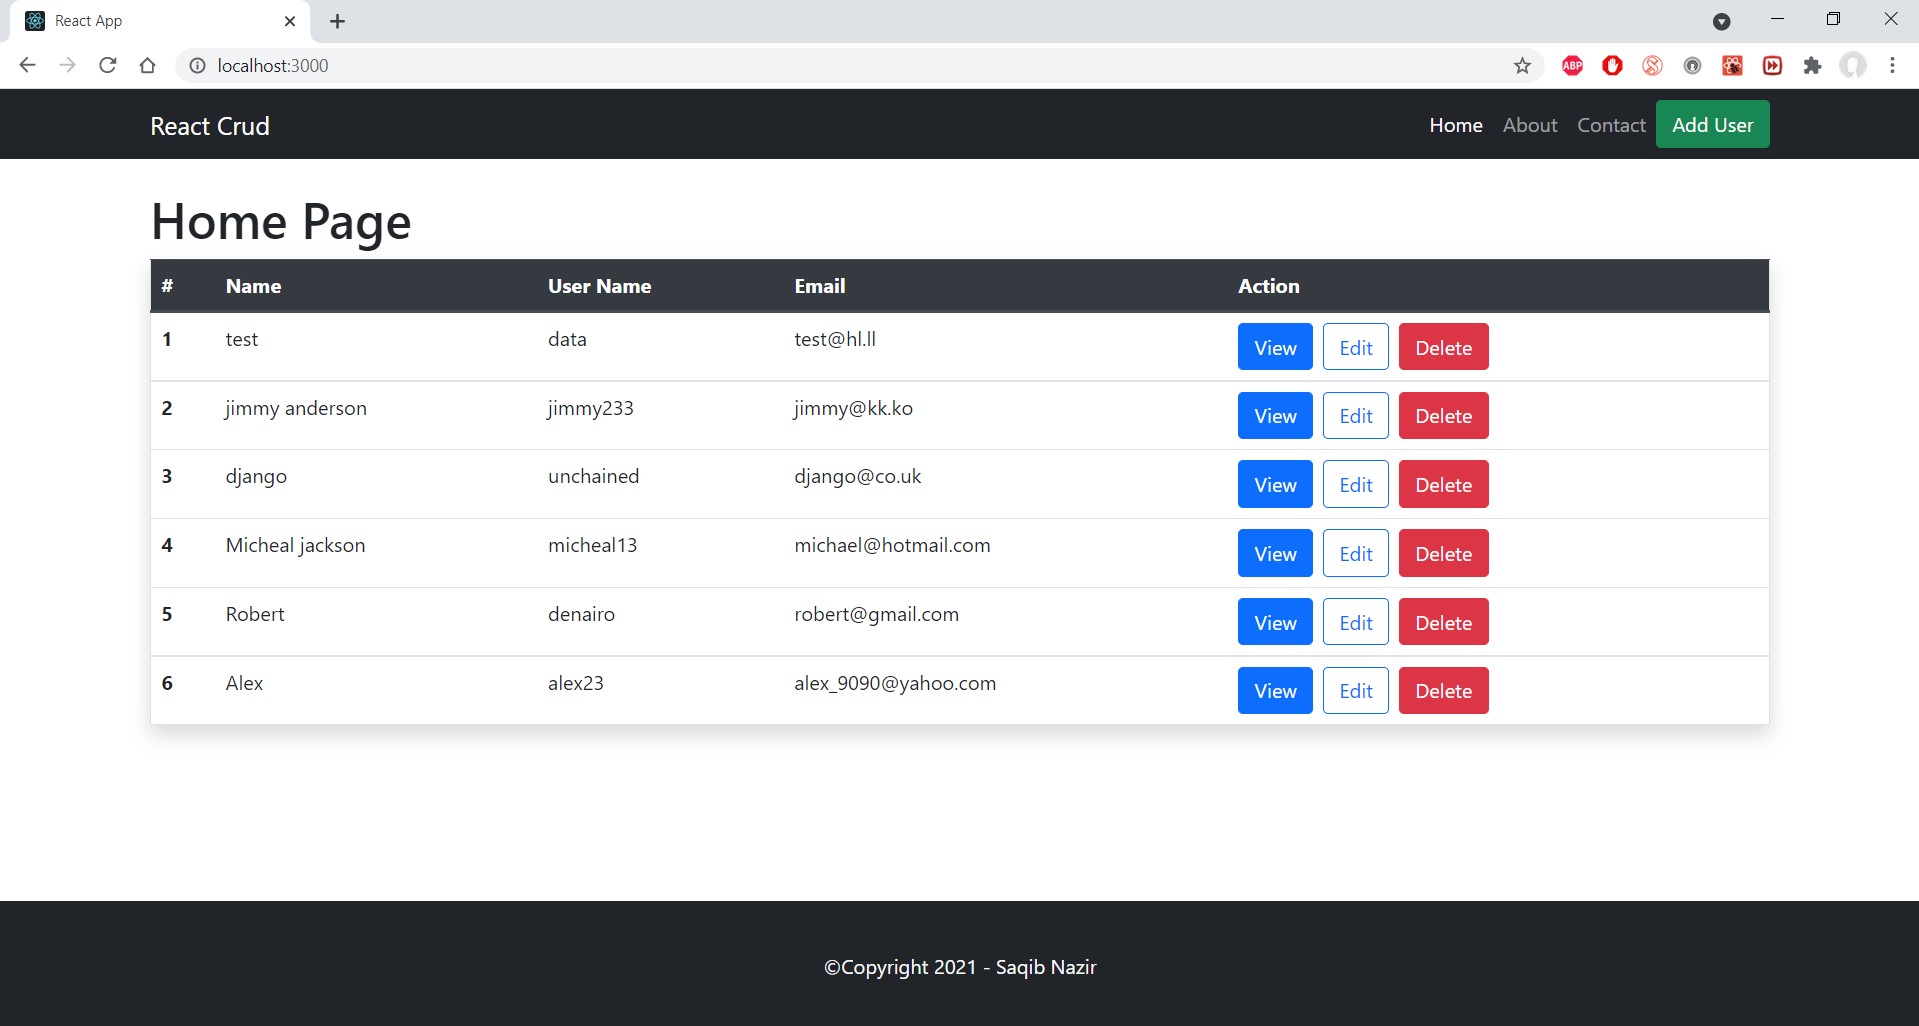 React App
localhost:3000
ABP
React Crud Home About Contact Add User
Home Page
# Name User Name Email Action
1 test data test@hl.ll View Edit Delete
2 jimmy anderson jimmy233 jimmy@kk.ko View Edit Delete
3 django unchained django@co.uk View Edit Delete
4 Micheal jackson micheal13 michael@hotmail.com View Edit Delete
5 Robert denairo robert@gmail.com View Edit Delete
6 Alex alex23 alex_9090@yahoo.com View Edit Delete
©Copyright 2021 - Saqib Nazir